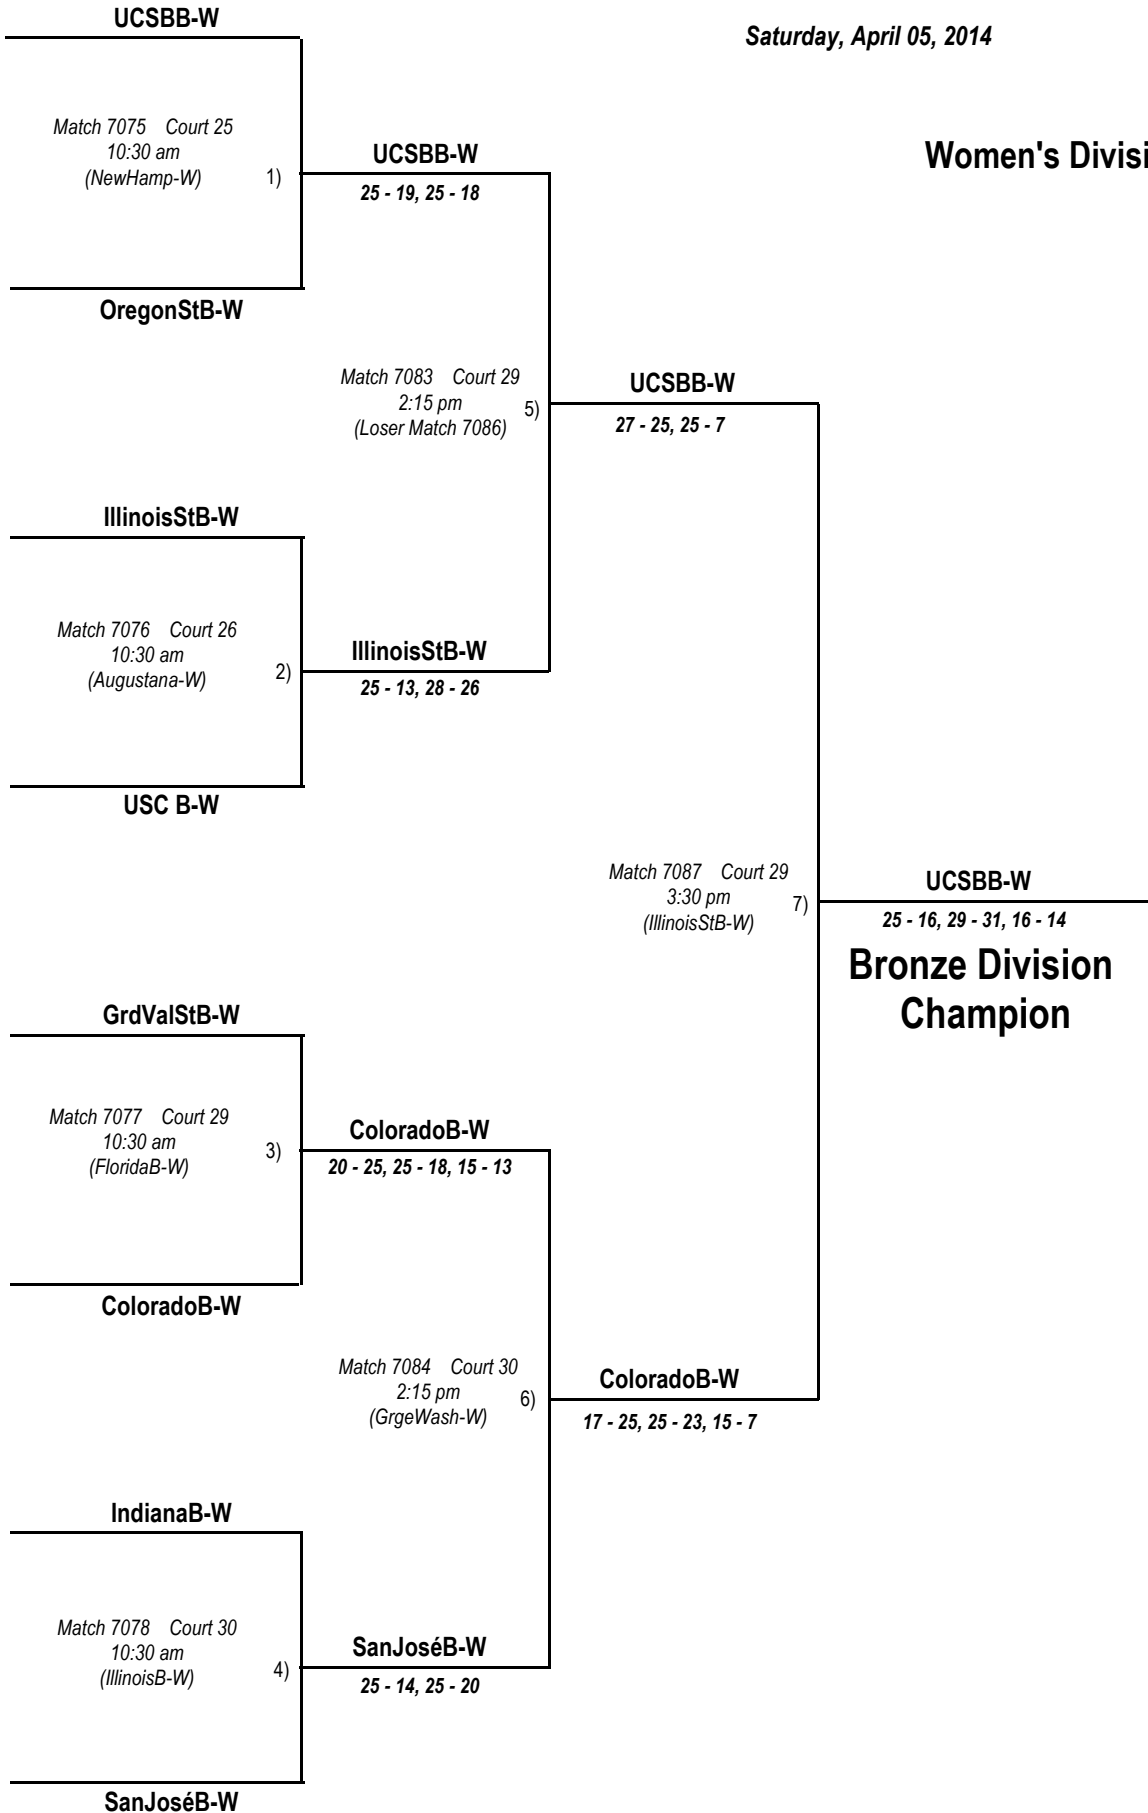 UCSBB-W
Saturday, April 05, 2014
Women's Divisi
Match 7075 Court 25
10:30 am
(NewHamp-W)
1)
UCSBB-W
25 - 19, 25 - 18
OregonStB-W
Match 7083 Court 29
2:15 pm
(Loser Match 7086)
5)
UCSBB-W
27 - 25, 25 - 7
IllinoisStB-W
Match 7076 Court 26
10:30 am
(Augustana-W)
2)
IllinoisStB-W
25 - 13, 28 - 26
USC B-W
Match 7087 Court 29
3:30 pm
(IllinoisStB-W)
7)
UCSBB-W
25 - 16, 29 - 31, 16 - 14
Bronze Division
Champion
GrdValStB-W
Match 7077 Court 29
10:30 am
(FloridaB-W)
3)
ColoradoB-W
20 - 25, 25 - 18, 15 - 13
ColoradoB-W
Match 7084 Court 30
2:15 pm
(GrgeWash-W)
6)
ColoradoB-W
17 - 25, 25 - 23, 15 - 7
IndianaB-W
Match 7078 Court 30
10:30 am
(IllinoisB-W)
4)
SanJoséB-W
25 - 14, 25 - 20
SanJoséB-W